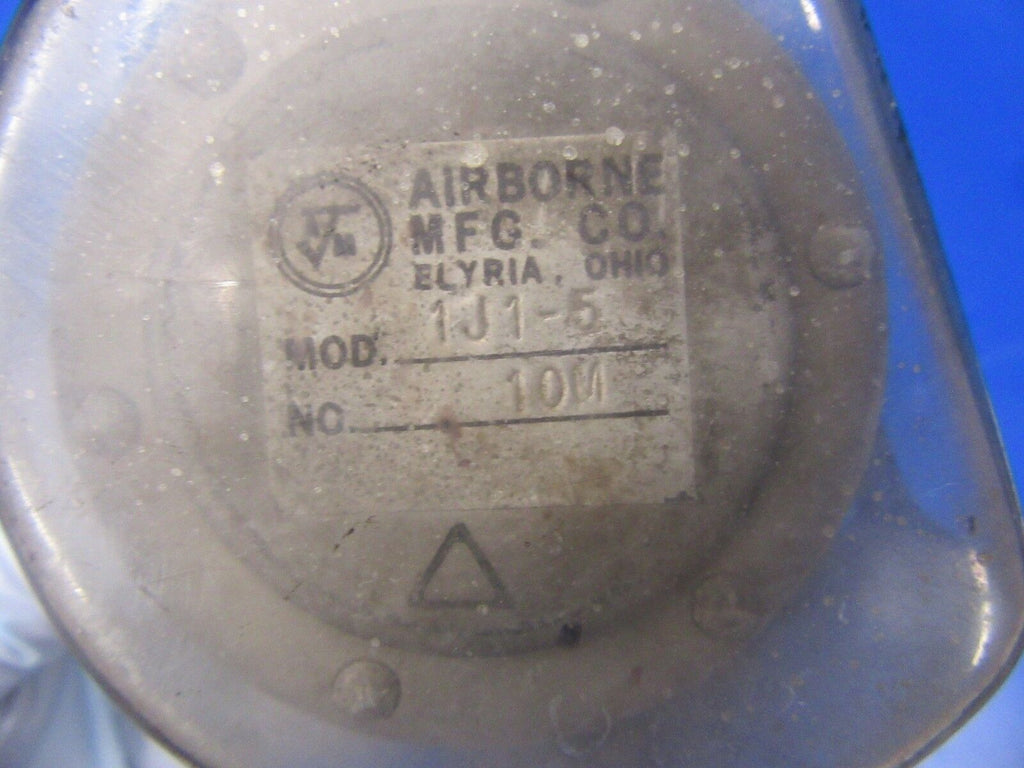 AIRBORNE
MFG. CO.
ELYRIA, OHIO
MOD. 1J1-5
NO. 10M